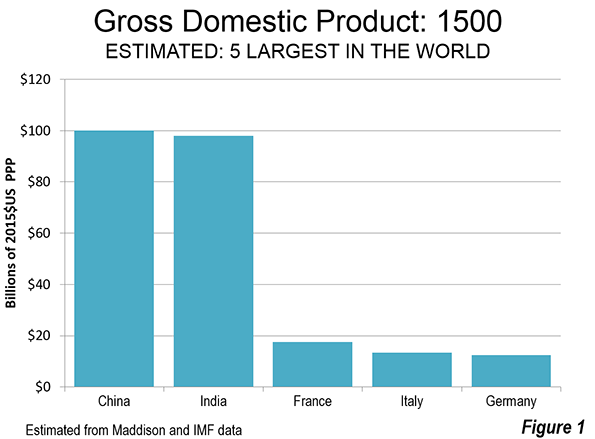 Gross Domestic Product: 1500
ESTIMATED: 5 LARGEST IN THE WORLD
Billions of 2015$US PPP
$120
$100
$80
$60
$40
$20
$0
China
India
France
Italy
Germany
Estimated from Maddison and IMF data
Figure 1